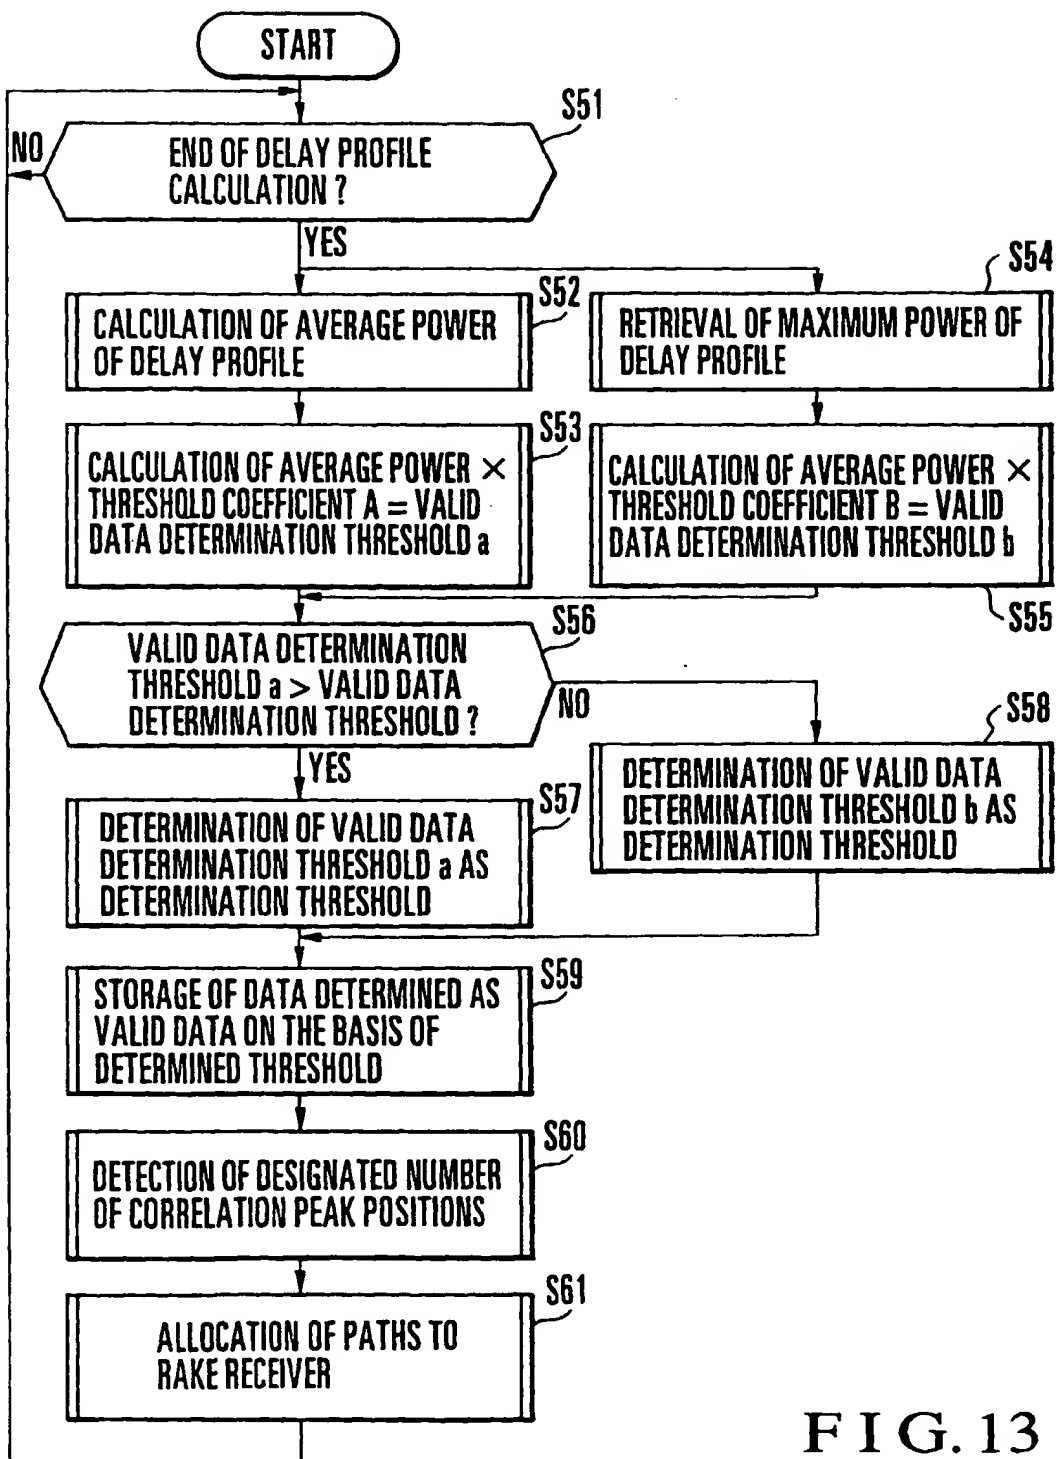 START
S51
NO
END OF DELAY PROFILE
CALCULATION ?
YES
S54
S52
CALCULATION OF AVERAGE POWER
OF DELAY PROFILE
RETRIEVAL OF MAXIMUM POWER OF
DELAY PROFILE
S53
CALCULATION OF AVERAGE POWER ×
THRESHOLD COEFFICIENT A = VALID
DATA DETERMINATION THRESHOLD a
CALCULATION OF AVERAGE POWER ×
THRESHOLD COEFFICIENT B = VALID
DATA DETERMINATION THRESHOLD b
S55
S56
VALID DATA DETERMINATION
THRESHOLD a > VALID DATA
DETERMINATION THRESHOLD ?
NO
YES
S58
DETERMINATION OF VALID DATA
DETERMINATION THRESHOLD b AS
DETERMINATION THRESHOLD
S57
DETERMINATION OF VALID DATA
DETERMINATION THRESHOLD a AS
DETERMINATION THRESHOLD
S59
STORAGE OF DATA DETERMINED AS
VALID DATA ON THE BASIS OF
DETERMINED THRESHOLD
S60
DETECTION OF DESIGNATED NUMBER
OF CORRELATION PEAK POSITIONS
S61
ALLOCATION OF PATHS TO
RAKE RECEIVER
FIG. 13